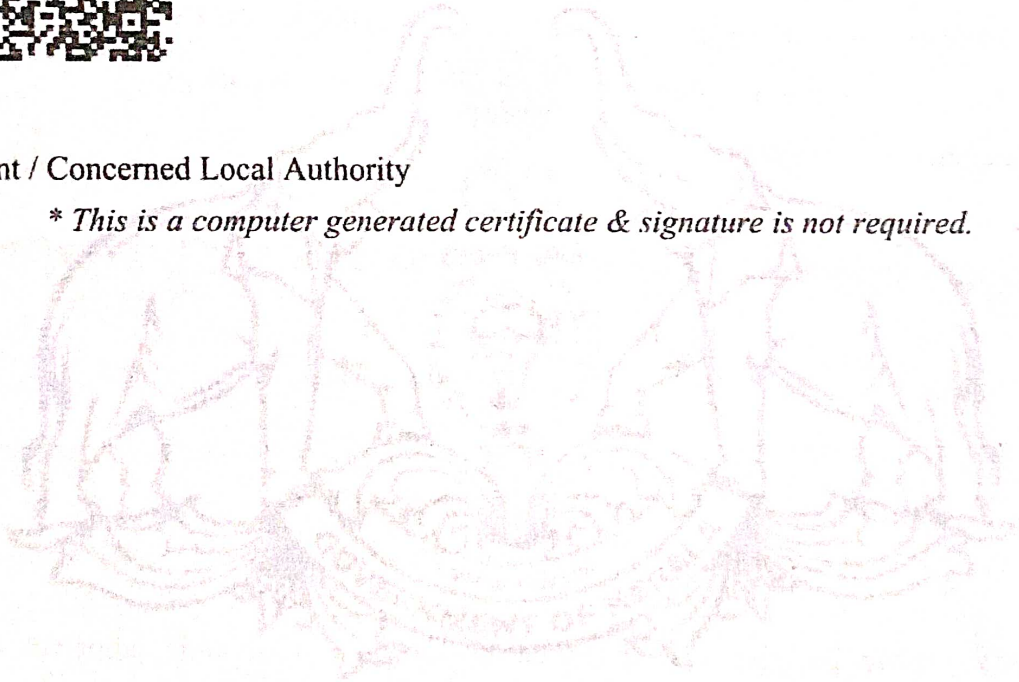 nt / Concerned Local Authority
* This is a computer generated certificate & signature is not required.